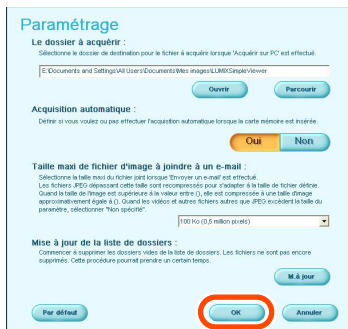 Paramétrage
Le dossier à acquérir :
Sélectionne le dossier de destination pour le fichier à acquérir lorsque 'Acquérir sur PC' est effectué.
E:\Documents and Settings\All Users\Documents\Mes images\LUMIXSimpleViewer
Ouvrir
Parcourir
Acquisition automatique :
Définir si vous voulez ou pas effectuer l'acquisition automatique lorsque la carte mémoire est insérée.
Oui
Non
Taille maxi de fichier d'image à joindre à un e-mail :
Sélectionne la taille maxi du fichier joint lorsque 'Envoyer un e-mail' est effectué.
Les fichiers JPEG dépassant cette taille sont recompressés pour s'adapter à la taille de fichier définie.
Quand la taille de l'image est supérieure à la valeur entre (), elle est compressée à une taille d'image
approximativement égale à (). Quand les vidéos et autres fichiers autres que JPEG excèdent la taille du
paramètre, sélectionner "Non spécifié".
100 Ko (0,5 million pixels)
Mise à jour de la liste de dossiers :
Commencer à supprimer les dossiers vides de la liste de dossiers. Les fichiers ne sont pas encore
supprimés. Cette procédure pourrait prendre un certain temps.
M.à jour
Par défaut
OK
Annuler